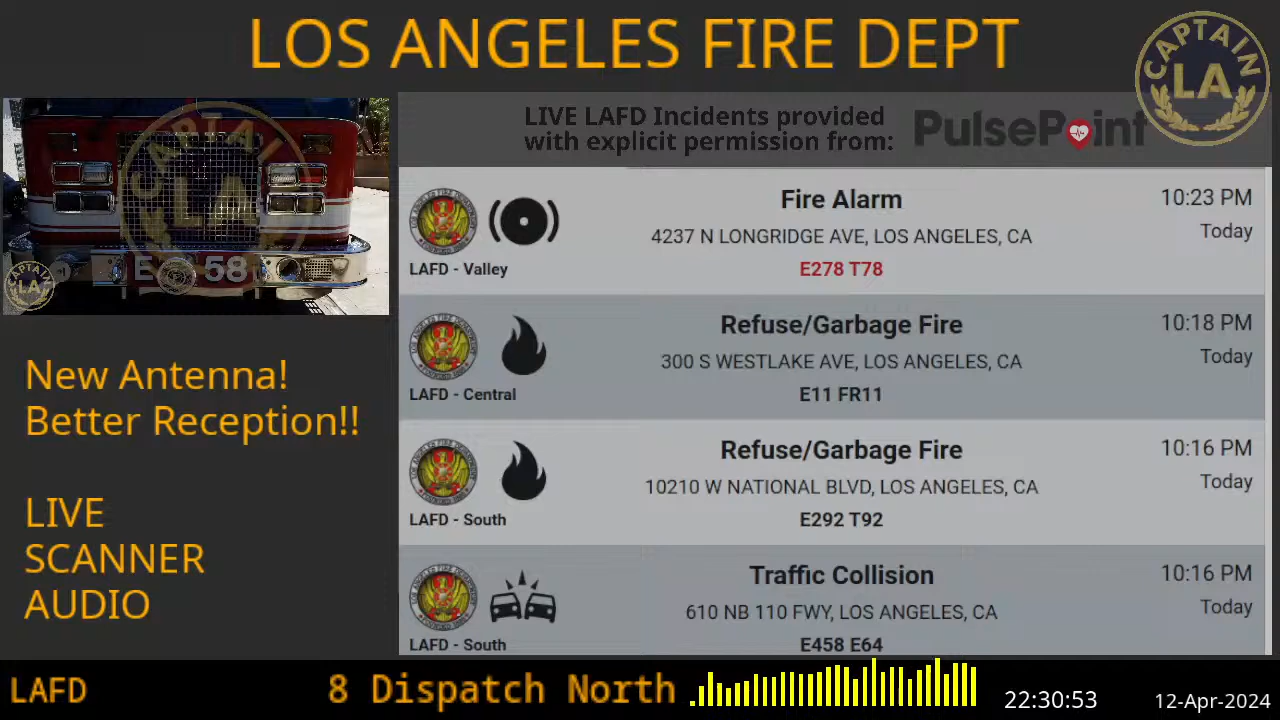 LOS ANGELES FIRE DEPT
CAPTAIN
LA
LIVE LAFD Incidents provided
with explicit permission from:
PulsePoint
CAPTAIN
LA
E 58
Fire Alarm
10:23 PM
4237 N LONGRIDGE AVE, LOS ANGELES, CA
Today
LAFD - Valley
E278 T78
Refuse/Garbage Fire
10:18 PM
300 S WESTLAKE AVE, LOS ANGELES, CA
Today
LAFD - Central
E11 FR11
Refuse/Garbage Fire
10:16 PM
10210 W NATIONAL BLVD, LOS ANGELES, CA
Today
LAFD - South
E292 T92
Traffic Collision
10:16 PM
610 NB 110 FWY, LOS ANGELES, CA
Today
LAFD - South
E458 E64
New Antenna!
Better Reception!!
LIVE
SCANNER
AUDIO
LAFD
8 Dispatch North
22:30:53
12-Apr-2024